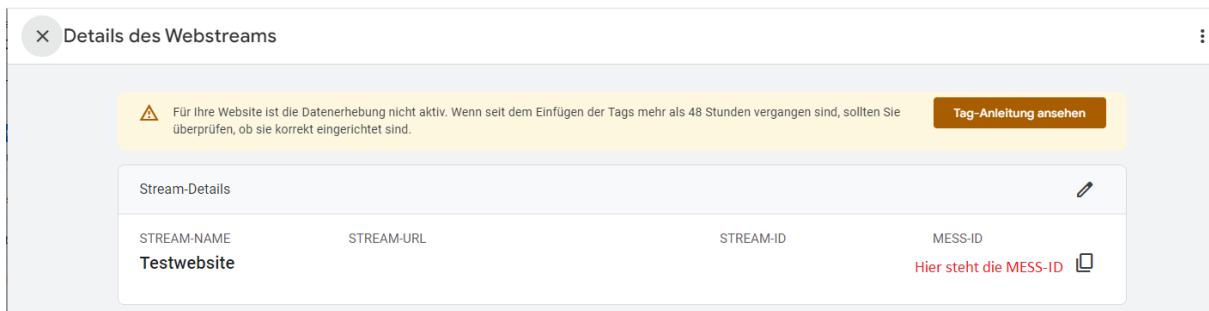 Details des Webstreams
Für Ihre Website ist die Datenerhebung nicht aktiv. Wenn seit dem Einfügen der Tags mehr als 48 Stunden vergangen sind, sollten Sie
überprüfen, ob sie korrekt eingerichtet sind.
Tag-Anleitung ansehen
Stream-Details
STREAM-NAME STREAM-URL STREAM-ID MESS-ID
Testwebsite Hier steht die MESS-ID